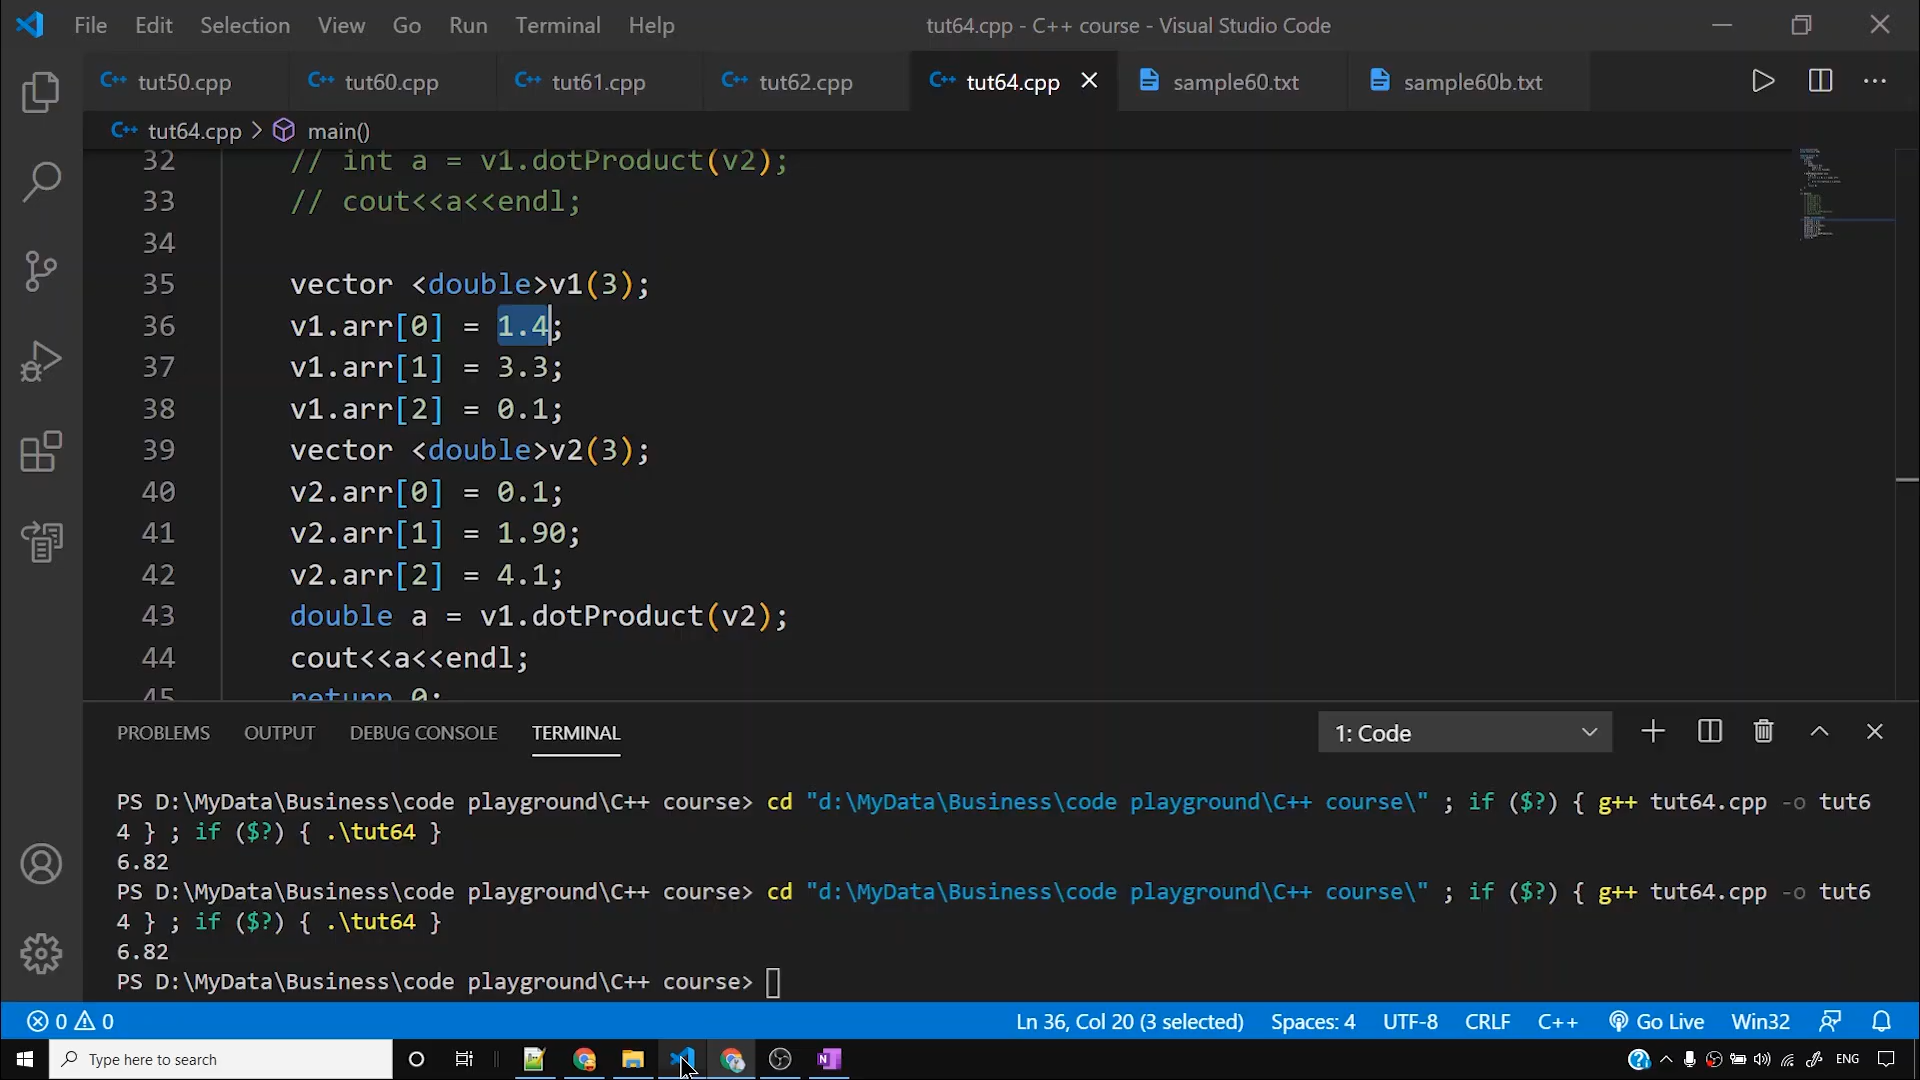 File Edit Selection View Go Run Terminal Help tut64.cpp - C++ course - Visual Studio Code
tut50.cpp tut60.cpp tut61.cpp tut62.cpp tut64.cpp sample60.txt sample60b.txt
tut64.cpp > main()
32 // int a = v1.dotProduct(v2);
33 // cout<<a<<endl;
34
35 vector <double>v1(3);
36 v1.arr[0] = 1.4;
37 v1.arr[1] = 3.3;
38 v1.arr[2] = 0.1;
39 vector <double>v2(3);
40 v2.arr[0] = 0.1;
41 v2.arr[1] = 1.90;
42 v2.arr[2] = 4.1;
43 double a = v1.dotProduct(v2);
44 cout<<a<<endl;
45 return 0;
PROBLEMS OUTPUT DEBUG CONSOLE TERMINAL 1: Code
PS D:\MyData\Business\code playground\C++ course> cd "d:\MyData\Business\code playground\C++ course\" ; if ($?) { g++ tut64.cpp -o tut6
4 } ; if ($?) { .\tut64 }
6.82
PS D:\MyData\Business\code playground\C++ course> cd "d:\MyData\Business\code playground\C++ course\" ; if ($?) { g++ tut64.cpp -o tut6
4 } ; if ($?) { .\tut64 }
6.82
PS D:\MyData\Business\code playground\C++ course>
0 0 Ln 36, Col 20 (3 selected) Spaces: 4 UTF-8 CRLF C++ Go Live Win32
Type here to search ENG